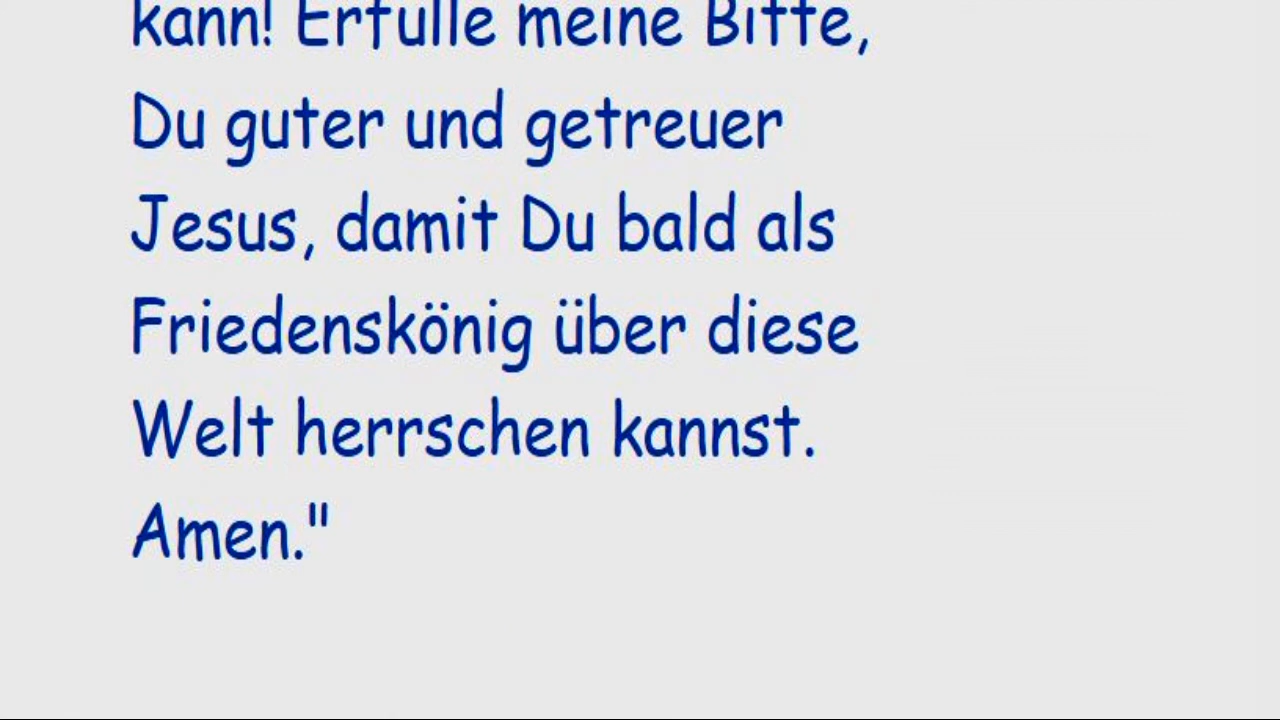 kann! Erfülle meine Bitte,
Du guter und getreuer
Jesus, damit Du bald als
Friedenskönig über diese
Welt herrschen kannst.
Amen."